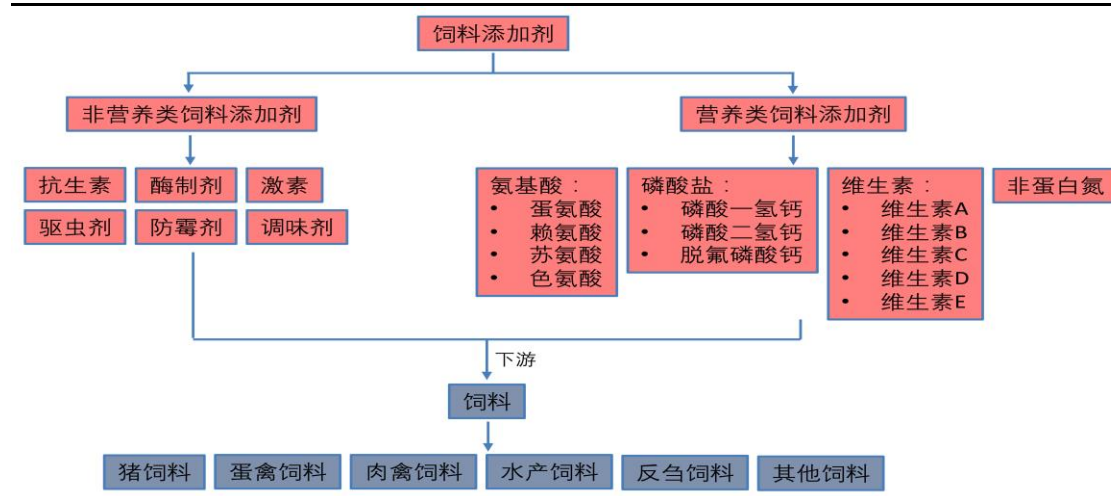 饲料添加剂
非营养类饲料添加剂
营养类饲料添加剂
抗生素
酶制剂
激素
驱虫剂
防霉剂
调味剂
氨基酸：
• 蛋氨酸
• 赖氨酸
• 苏氨酸
• 色氨酸
磷酸盐：
• 磷酸一氢钙
• 磷酸二氢钙
• 脱氟磷酸钙
维生素：
• 维生素A
• 维生素B
• 维生素C
• 维生素D
• 维生素E
非蛋白氮
下游
饲料
猪饲料
蛋禽饲料
肉禽饲料
水产饲料
反刍饲料
其他饲料